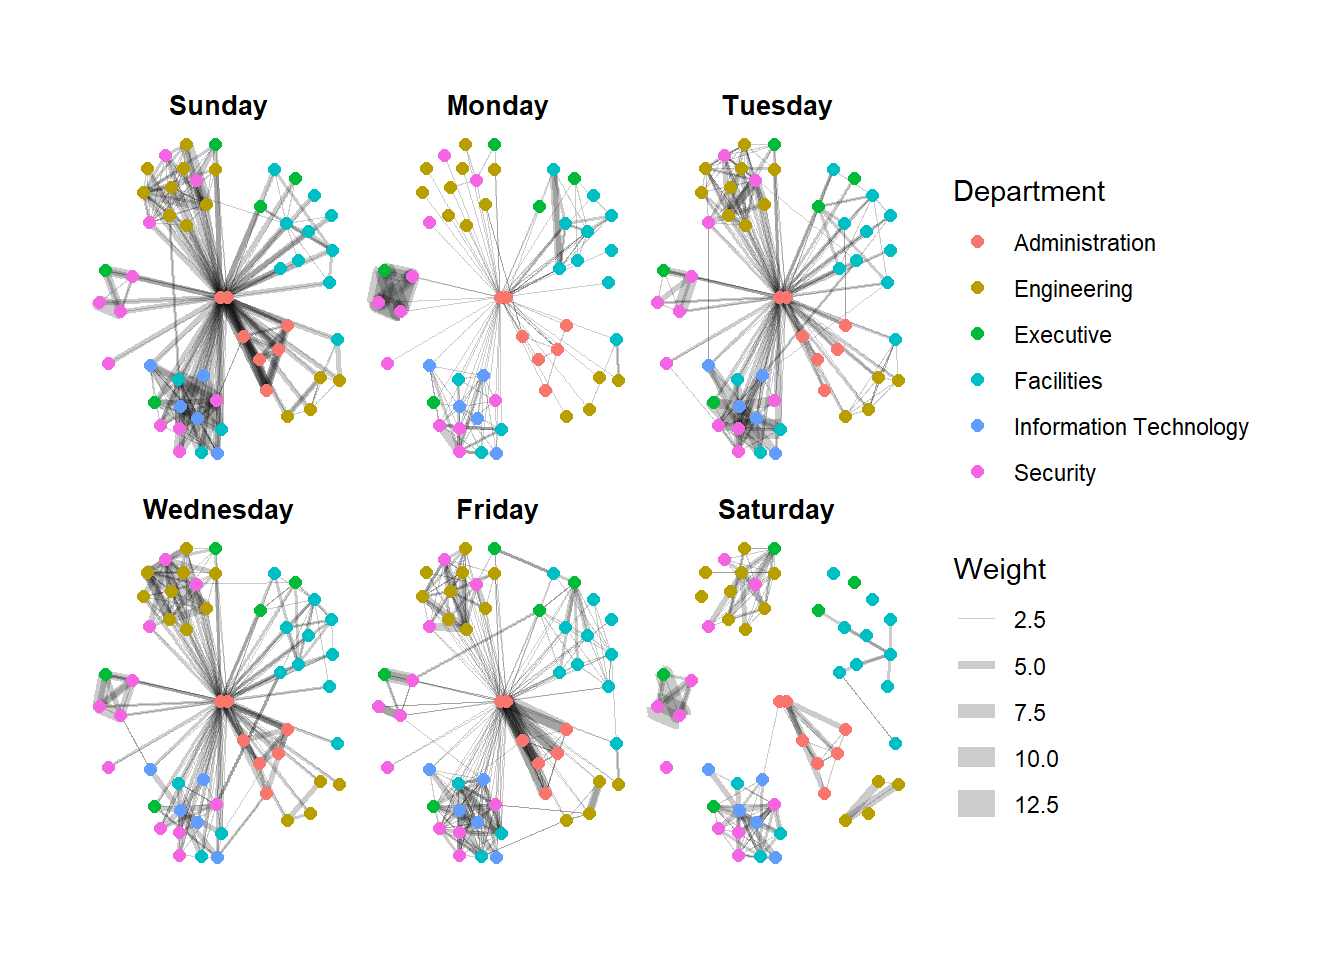 Sunday
Monday
Tuesday
Wednesday
Friday
Saturday
Department
Administration
Engineering
Executive
Facilities
Information Technology
Security
Weight
2.5
5.0
7.5
10.0
12.5